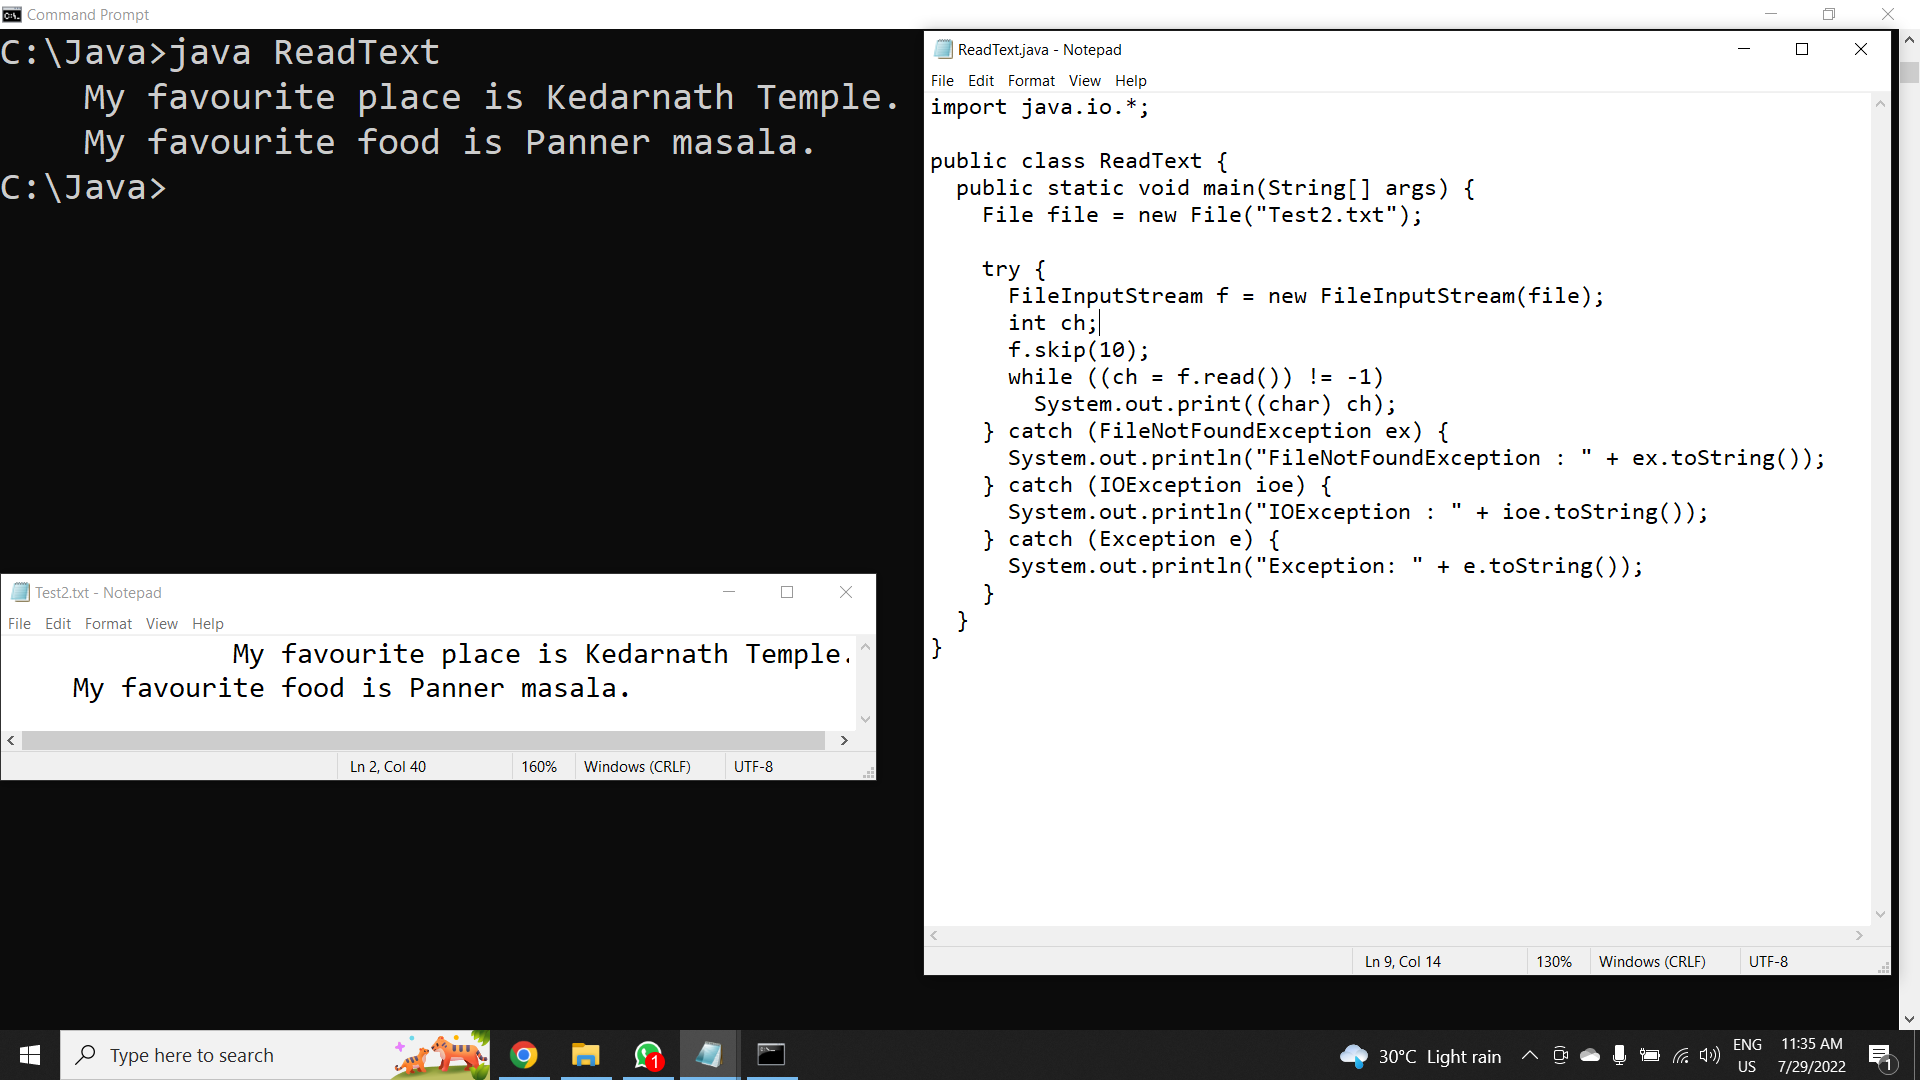 Command Prompt
C:\Java>java ReadText
    My favourite place is Kedarnath Temple.
    My favourite food is Panner masala.
C:\Java>
ReadText.java - Notepad
File Edit Format View Help
import java.io.*;
public class ReadText {
  public static void main(String[] args) {
    File file = new File("Test2.txt");
    try {
      FileInputStream f = new FileInputStream(file);
      int ch;
      f.skip(10);
      while ((ch = f.read()) != -1)
        System.out.print((char) ch);
    } catch (FileNotFoundException ex) {
      System.out.println("FileNotFoundException : " + ex.toString());
    } catch (IOException ioe) {
      System.out.println("IOException : " + ioe.toString());
    } catch (Exception e) {
      System.out.println("Exception: " + e.toString());
    }
  }
}
Ln 9, Col 14 130% Windows (CRLF) UTF-8
Test2.txt - Notepad
File Edit Format View Help
              My favourite place is Kedarnath Temple.
    My favourite food is Panner masala.
Ln 2, Col 40 160% Windows (CRLF) UTF-8
Type here to search
1
30°C Light rain
ENG
US
11:35 AM
7/29/2022
1